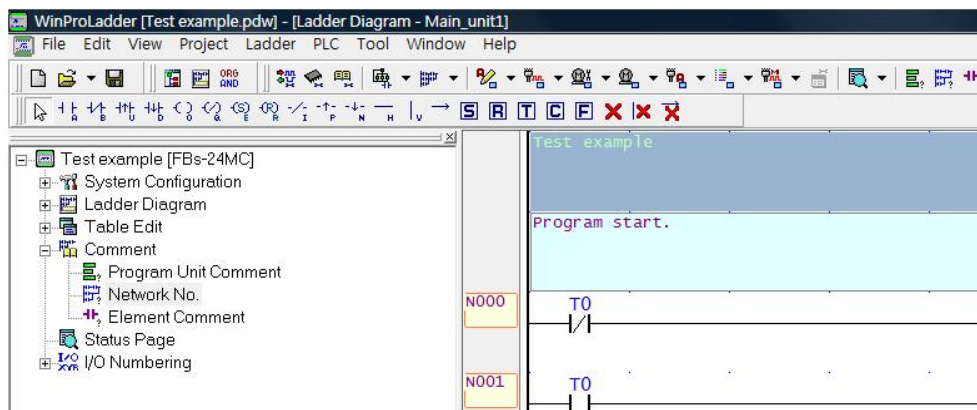 WinProLadder [Test example.pdw] - [Ladder Diagram - Main_unit1]
File Edit View Project Ladder PLC Tool Window Help
ORG
AND
A B U D C Q E R I P N H V S R T C F
Test example [FBs-24MC]
System Configuration
Ladder Diagram
Table Edit
Comment
Program Unit Comment
Network No.
Element Comment
Status Page
I/O
XYR I/O Numbering
Test example
Program start.
N000 T0
N001 T0